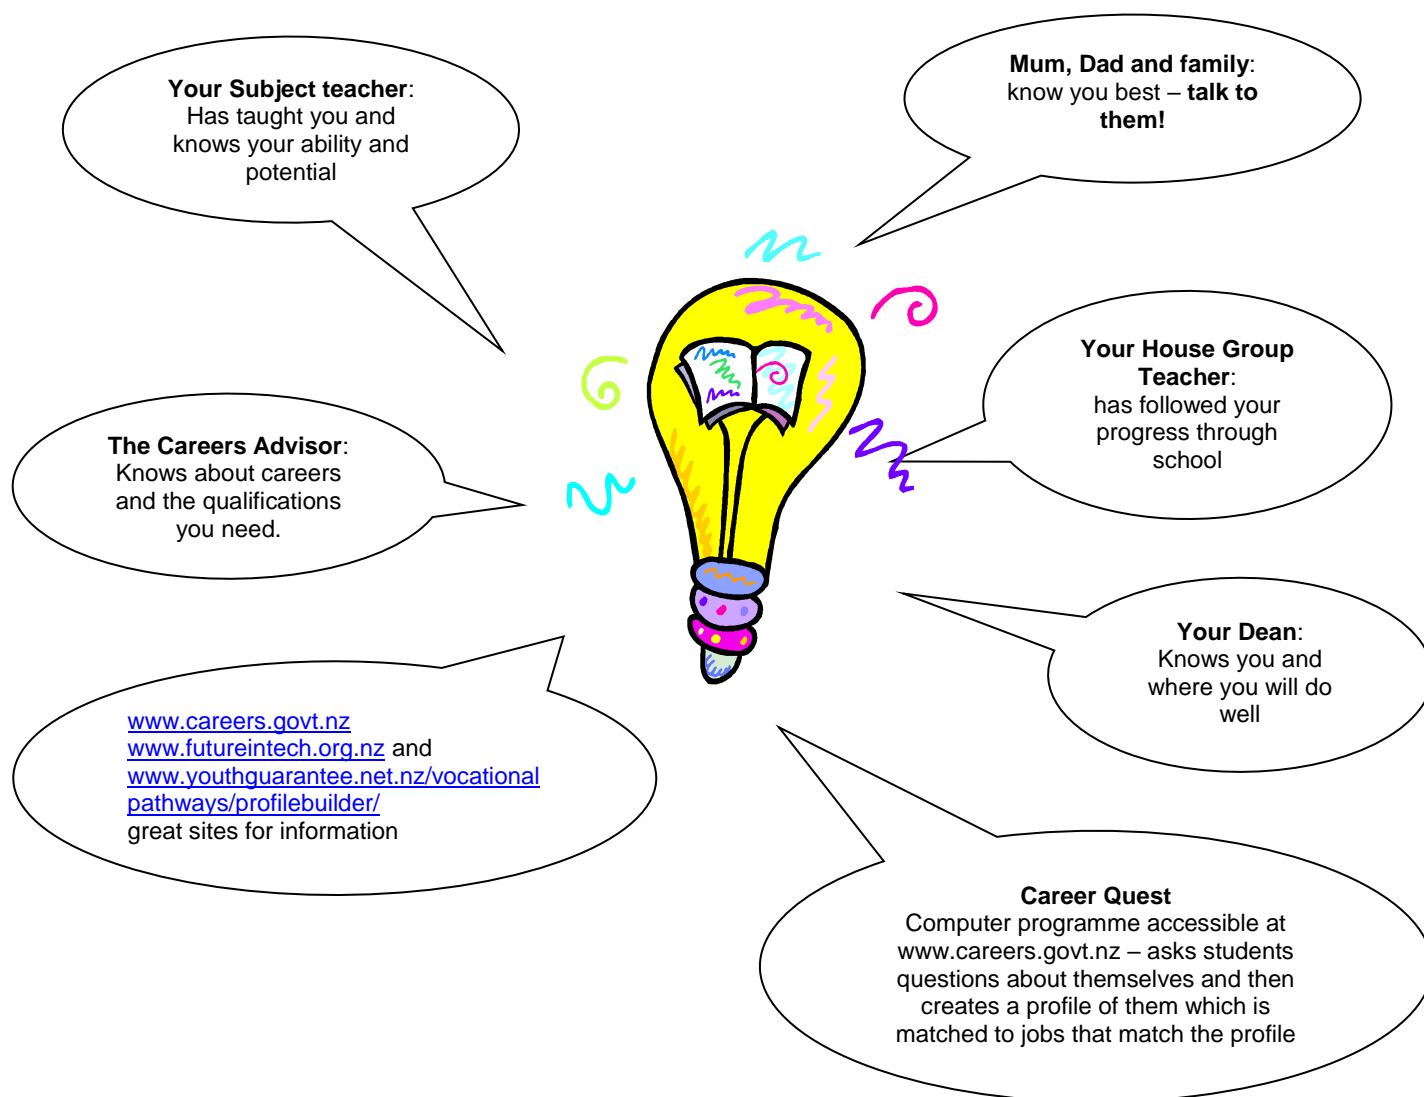 Your Subject teacher:
Has taught you and
knows your ability and
potential
Mum, Dad and family:
know you best – talk to
them!
Your House Group
Teacher:
has followed your
progress through
school
The Careers Advisor:
Knows about careers
and the qualifications
you need.
Your Dean:
Knows you and
where you will do
well
www.careers.govt.nz
www.futureintech.org.nz and
www.youthguarantee.net.nz/vocational
pathways/profilebuilder/
great sites for information
Career Quest
Computer programme accessible at
www.careers.govt.nz – asks students
questions about themselves and then
creates a profile of them which is
matched to jobs that match the profile